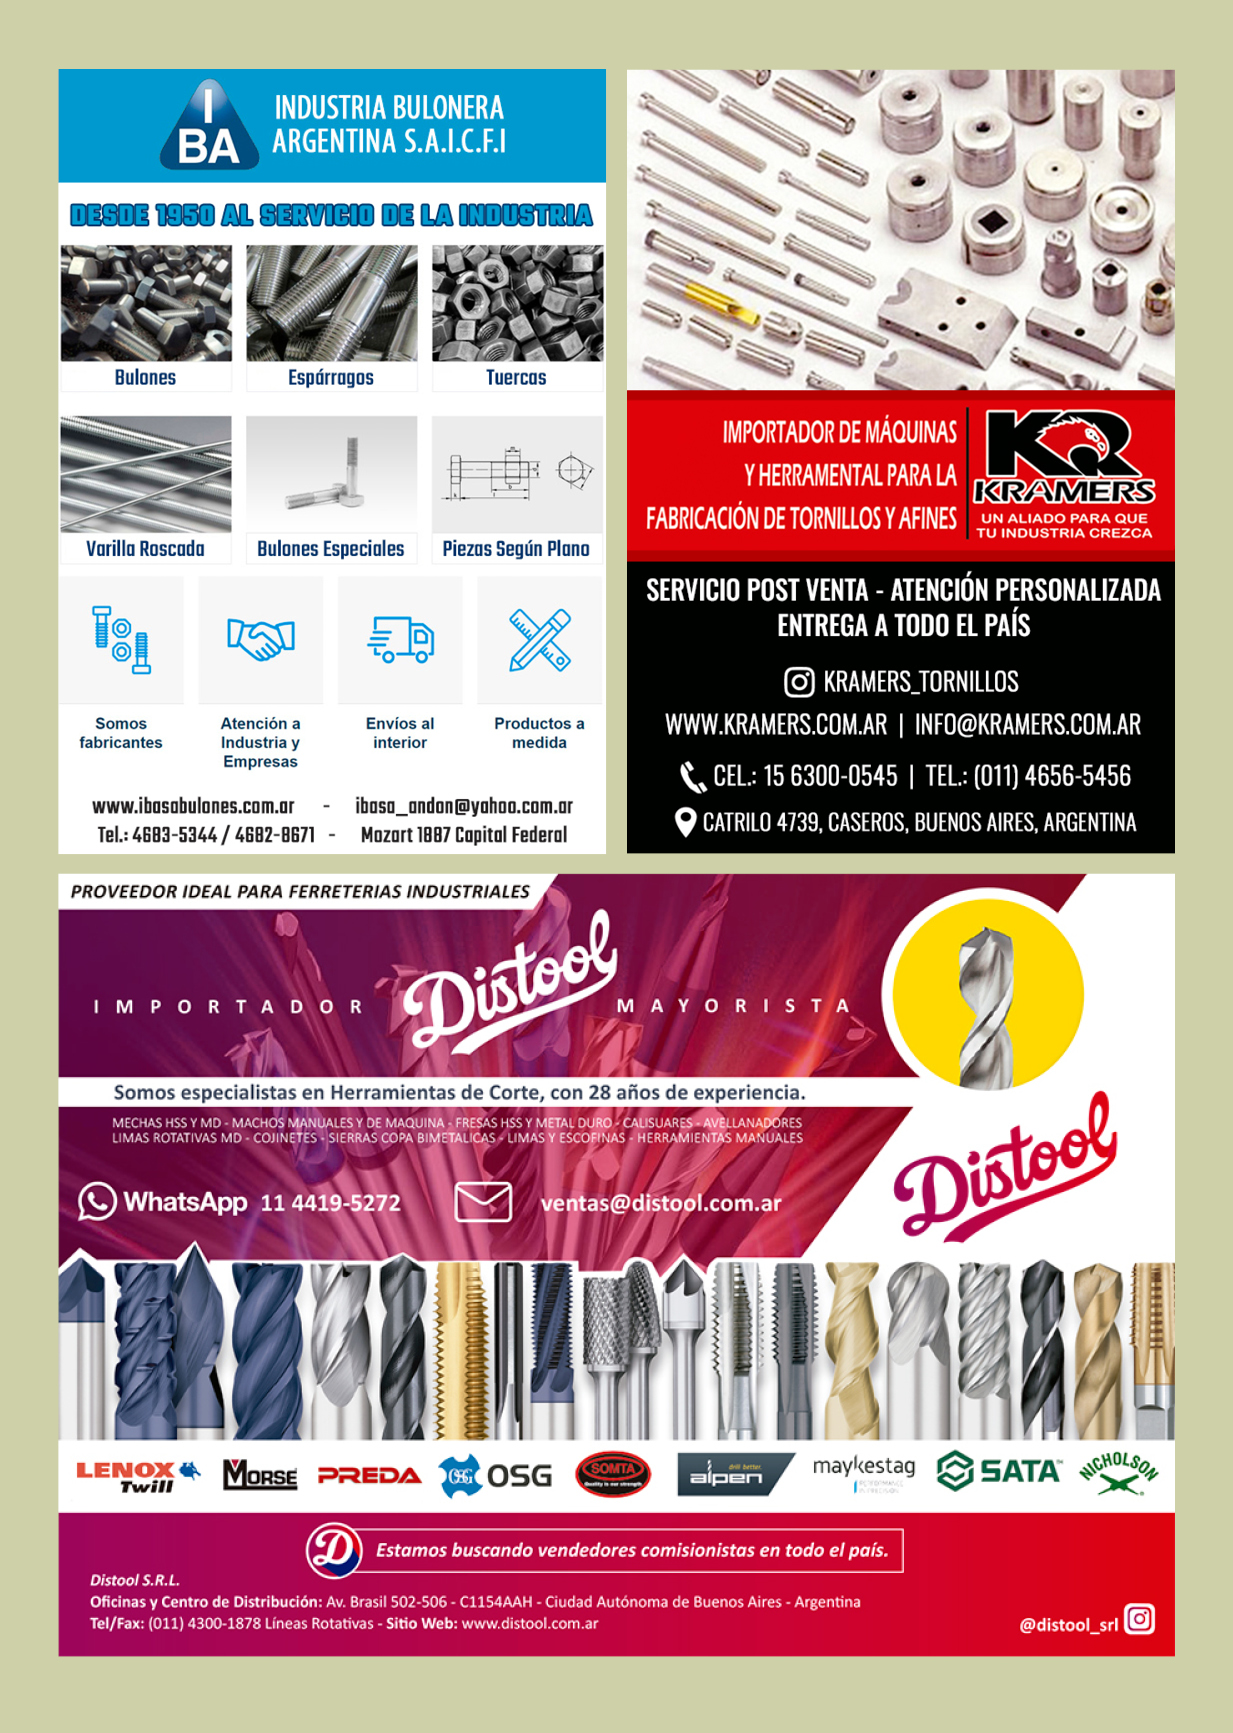 I
BA
INDUSTRIA BULONERA
ARGENTINA S.A.I.C.F.I
DESDE 1950 AL SERVICIO DE LA INDUSTRIA
Bulones
Espárragos
Tuercas
Varilla Roscada
Bulones Especiales
Piezas Según Plano
Somos
fabricantes
Atención a
Industria y
Empresas
Envíos al
interior
Productos a
medida
www.ibasabulones.com.ar - ibasa_andon@yahoo.com.ar
Tel.: 4683-5344 / 4682-8671 - Mozart 1887 Capital Federal
IMPORTADOR DE MÁQUINAS
Y HERRAMENTAL PARA LA
FABRICACIÓN DE TORNILLOS Y AFINES
KR
KRAMERS
UN ALIADO PARA QUE
TU INDUSTRIA CREZCA
SERVICIO POST VENTA - ATENCIÓN PERSONALIZADA
ENTREGA A TODO EL PAÍS
KRAMERS_TORNILLOS
WWW.KRAMERS.COM.AR | INFO@KRAMERS.COM.AR
CEL.: 15 6300-0545 | TEL.: (011) 4656-5456
CATRILO 4739, CASEROS, BUENOS AIRES, ARGENTINA
PROVEEDOR IDEAL PARA FERRETERIAS INDUSTRIALES
IMPORTADOR Distool MAYORISTA
Somos especialistas en Herramientas de Corte, con 28 años de experiencia.
MECHAS HSS Y MD - MACHOS MANUALES Y DE MAQUINA - FRESAS HSS Y METAL DURO - CALISUARES - AVELLANADORES
LIMAS ROTATIVAS MD - COJINETES - SIERRAS COPA BIMETALICAS - LIMAS Y ESCOFINAS - HERRAMIENTAS MANUALES
WhatsApp 11 4419-5272
ventas@distool.com.ar
Distool
LENOX
Twill
MORSE
PREDA
OSG
OSG
SOMTA
Quality is our strength
drill better.
alpen
maykestag
PERFORMANCE
IN PRECISION
SATA
NICHOLSON
D
Estamos buscando vendedores comisionistas en todo el país.
Distool S.R.L.
Oficinas y Centro de Distribución: Av. Brasil 502-506 - C1154AAH - Ciudad Autónoma de Buenos Aires - Argentina
Tel/Fax: (011) 4300-1878 Líneas Rotativas - Sitio Web: www.distool.com.ar
@distool_srl